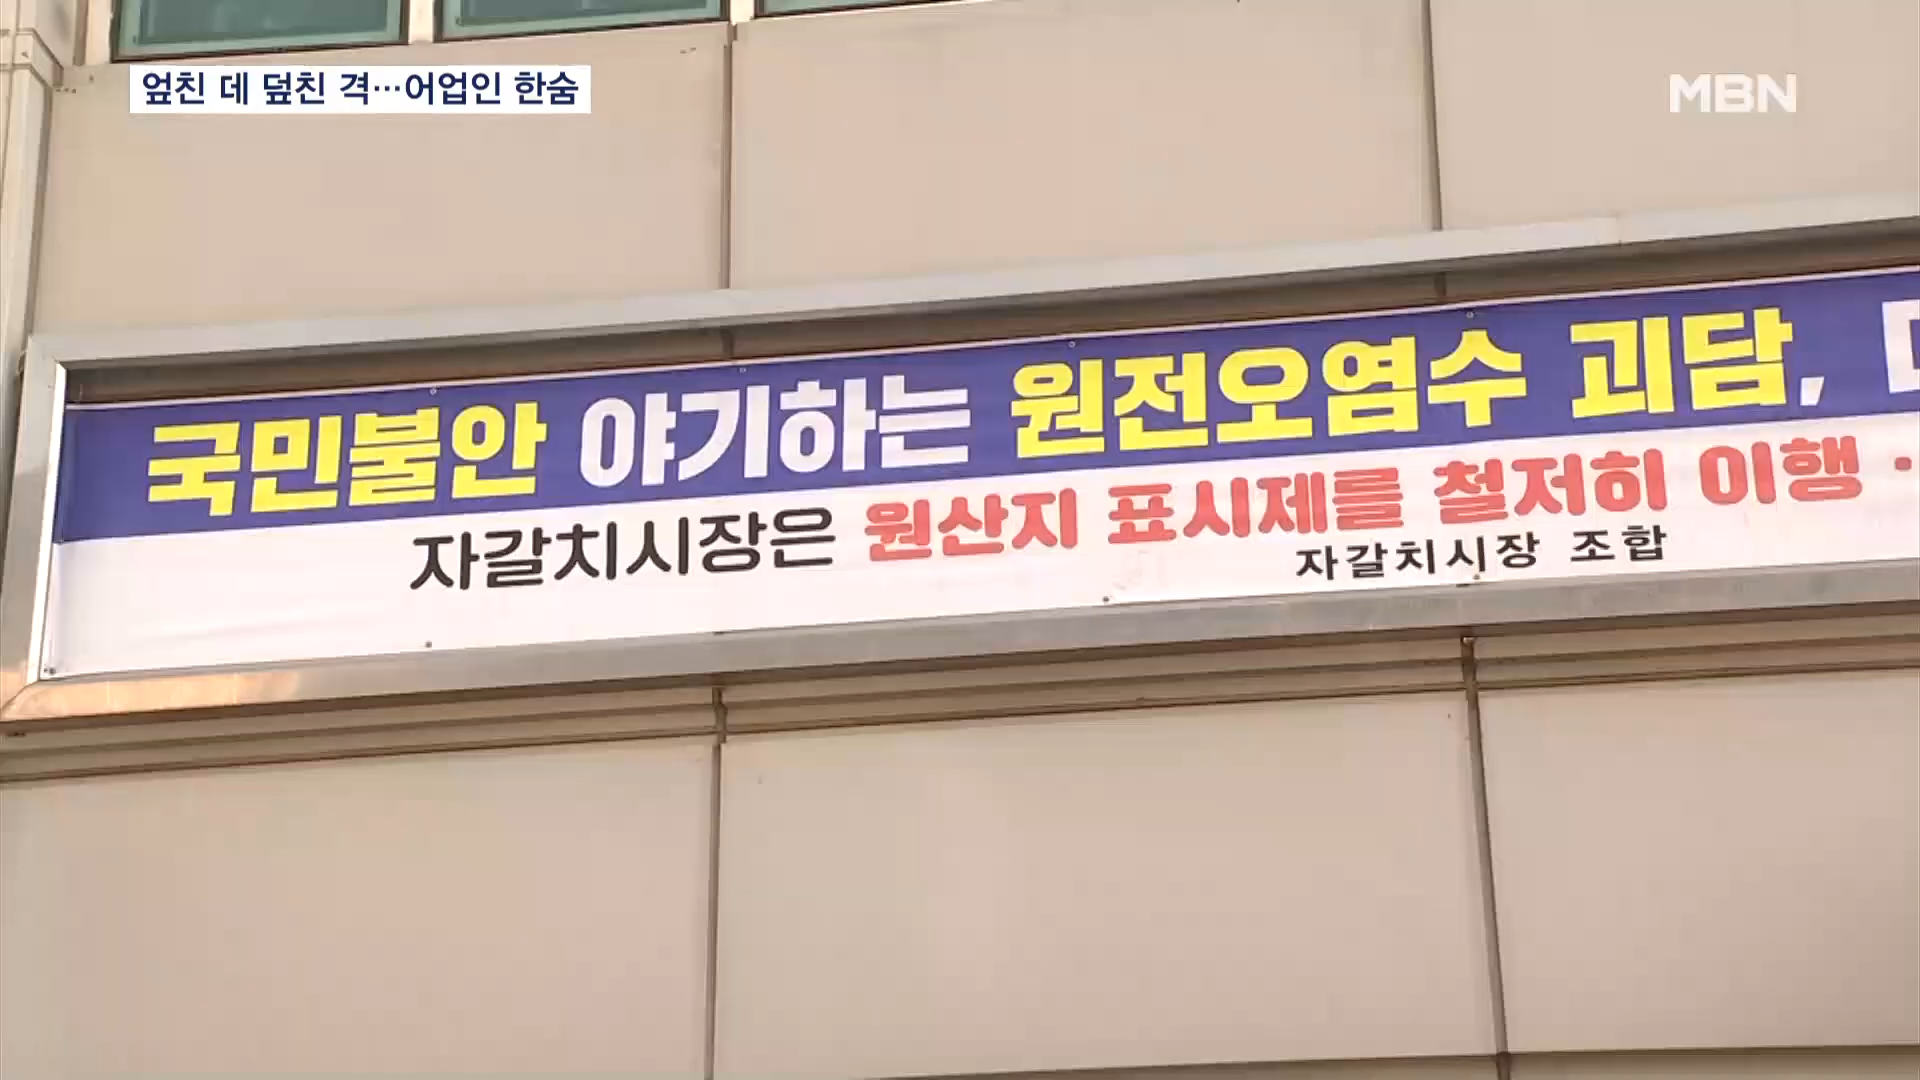 엎친 데 덮친 격…어업인 한숨
MBN
국민불안 야기하는 원전오염수 괴담,
자갈치시장은 원산지 표시제를 철저히 이행
자갈치시장 조합